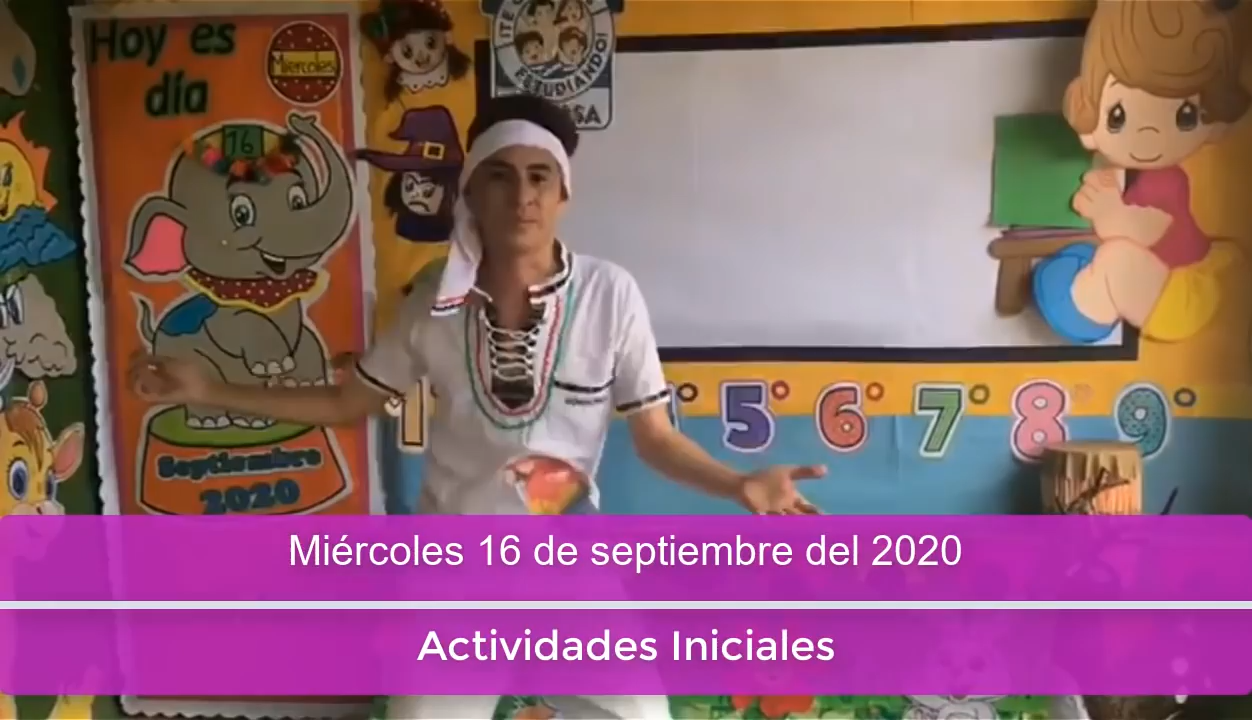 Hoy es
día
Miércoles
16
Septiembre
2020
ESTUDIANDO!
1
5°
6°
7°
8°
9°
Miércoles 16 de septiembre del 2020
Actividades Iniciales